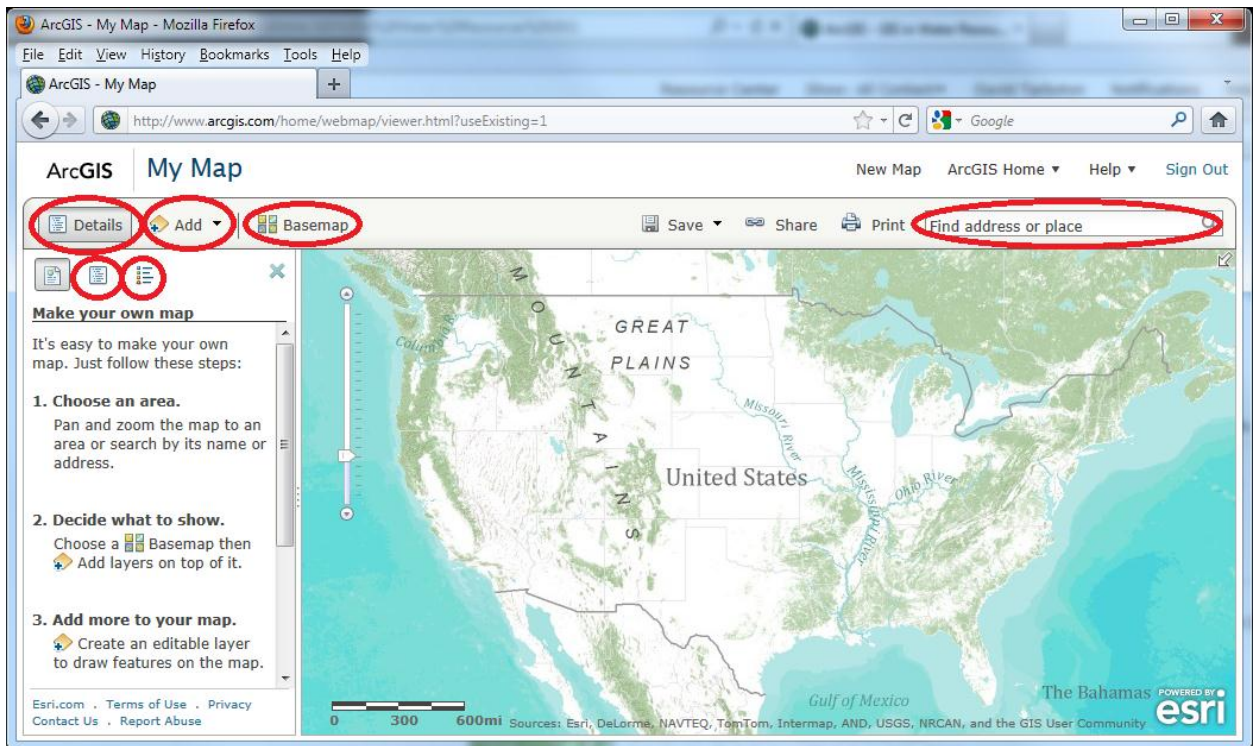 ArcGIS - My Map - Mozilla Firefox
File Edit View History Bookmarks Tools Help
ArcGIS - My Map
http://www.arcgis.com/home/webmap/viewer.html?useExisting=1
Google
ArcGIS My Map New Map ArcGIS Home Help Sign Out
Details Add Basemap Save Share Print Find address or place
Make your own map
It's easy to make your own
map. Just follow these steps:
1. Choose an area.
Pan and zoom the map to an
area or search by its name or
address.
2. Decide what to show.
Choose a Basemap then
Add layers on top of it.
3. Add more to your map.
Create an editable layer
to draw features on the map.
Esri.com . Terms of Use . Privacy
Contact Us . Report Abuse
MOUNTAINS
Columbia R
GREAT
PLAINS
Missouri River
United States
Mississippi River
Ohio River
Gulf of Mexico
The Bahamas
0 300 600mi
Sources: Esri, DeLorme, NAVTEQ, TomTom, Intermap, AND, USGS, NRCAN, and the GIS User Community
POWERED BY
esri